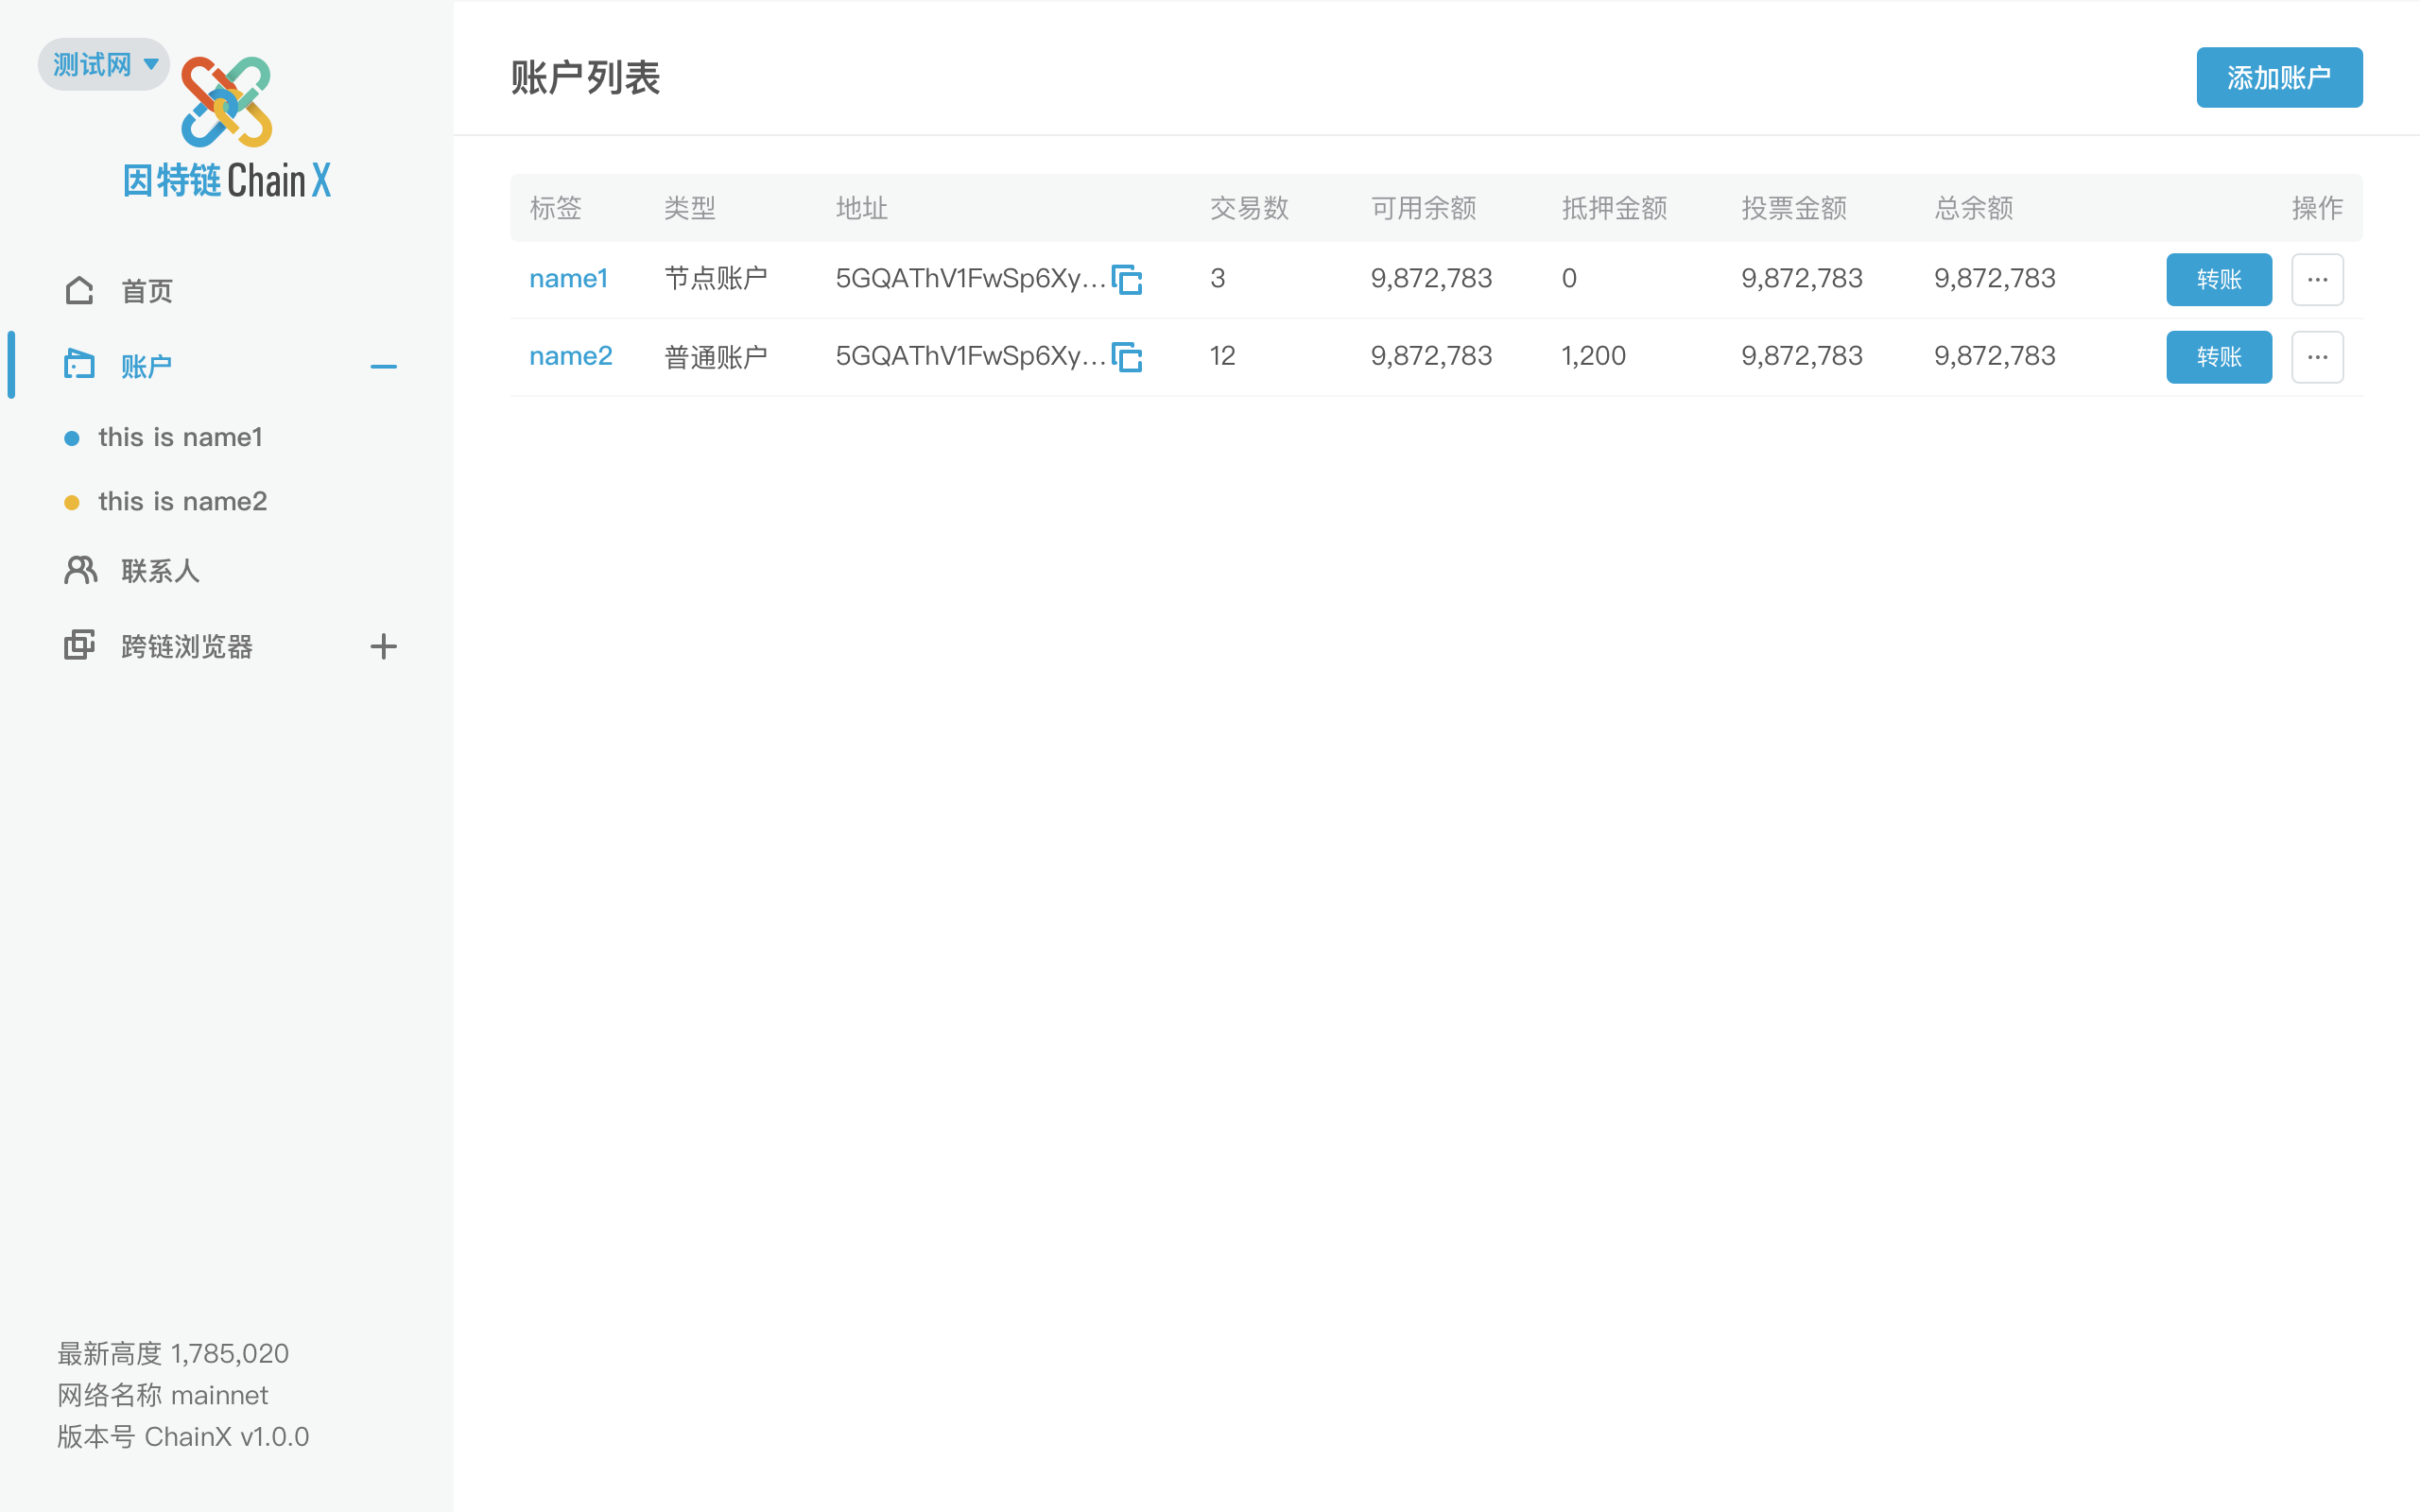 测试网
因特链 ChainX
首页
账户
this is name1
this is name2
联系人
跨链浏览器
最新高度 1,785,020
网络名称 mainnet
版本号 ChainX v1.0.0
账户列表
添加账户
标签 类型 地址 交易数 可用余额 抵押金额 投票金额 总余额 操作
name1 节点账户 5GQAThV1FwSp6Xy... 3 9,872,783 0 9,872,783 9,872,783 转账 ...
name2 普通账户 5GQAThV1FwSp6Xy... 12 9,872,783 1,200 9,872,783 9,872,783 转账 ...